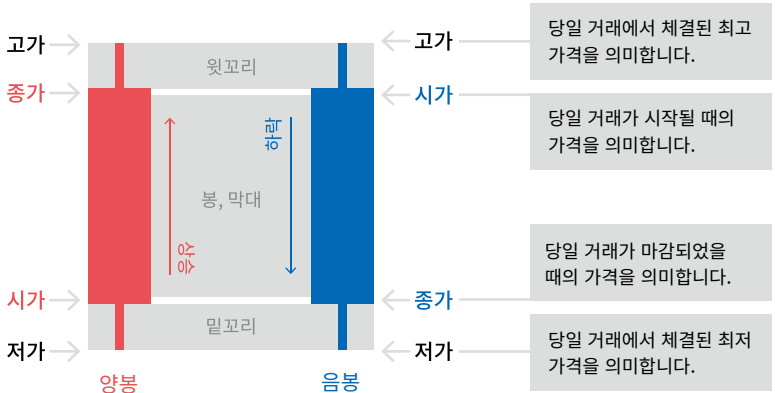 고가
종가
시가
저가
윗꼬리
봉, 막대
밑꼬리
상승
하락
양봉
음봉
고가
시가
종가
저가
당일 거래에서 체결된 최고
가격을 의미합니다.
당일 거래가 시작될 때의
가격을 의미합니다.
당일 거래가 마감되었을
때의 가격을 의미합니다.
당일 거래에서 체결된 최저
가격을 의미합니다.